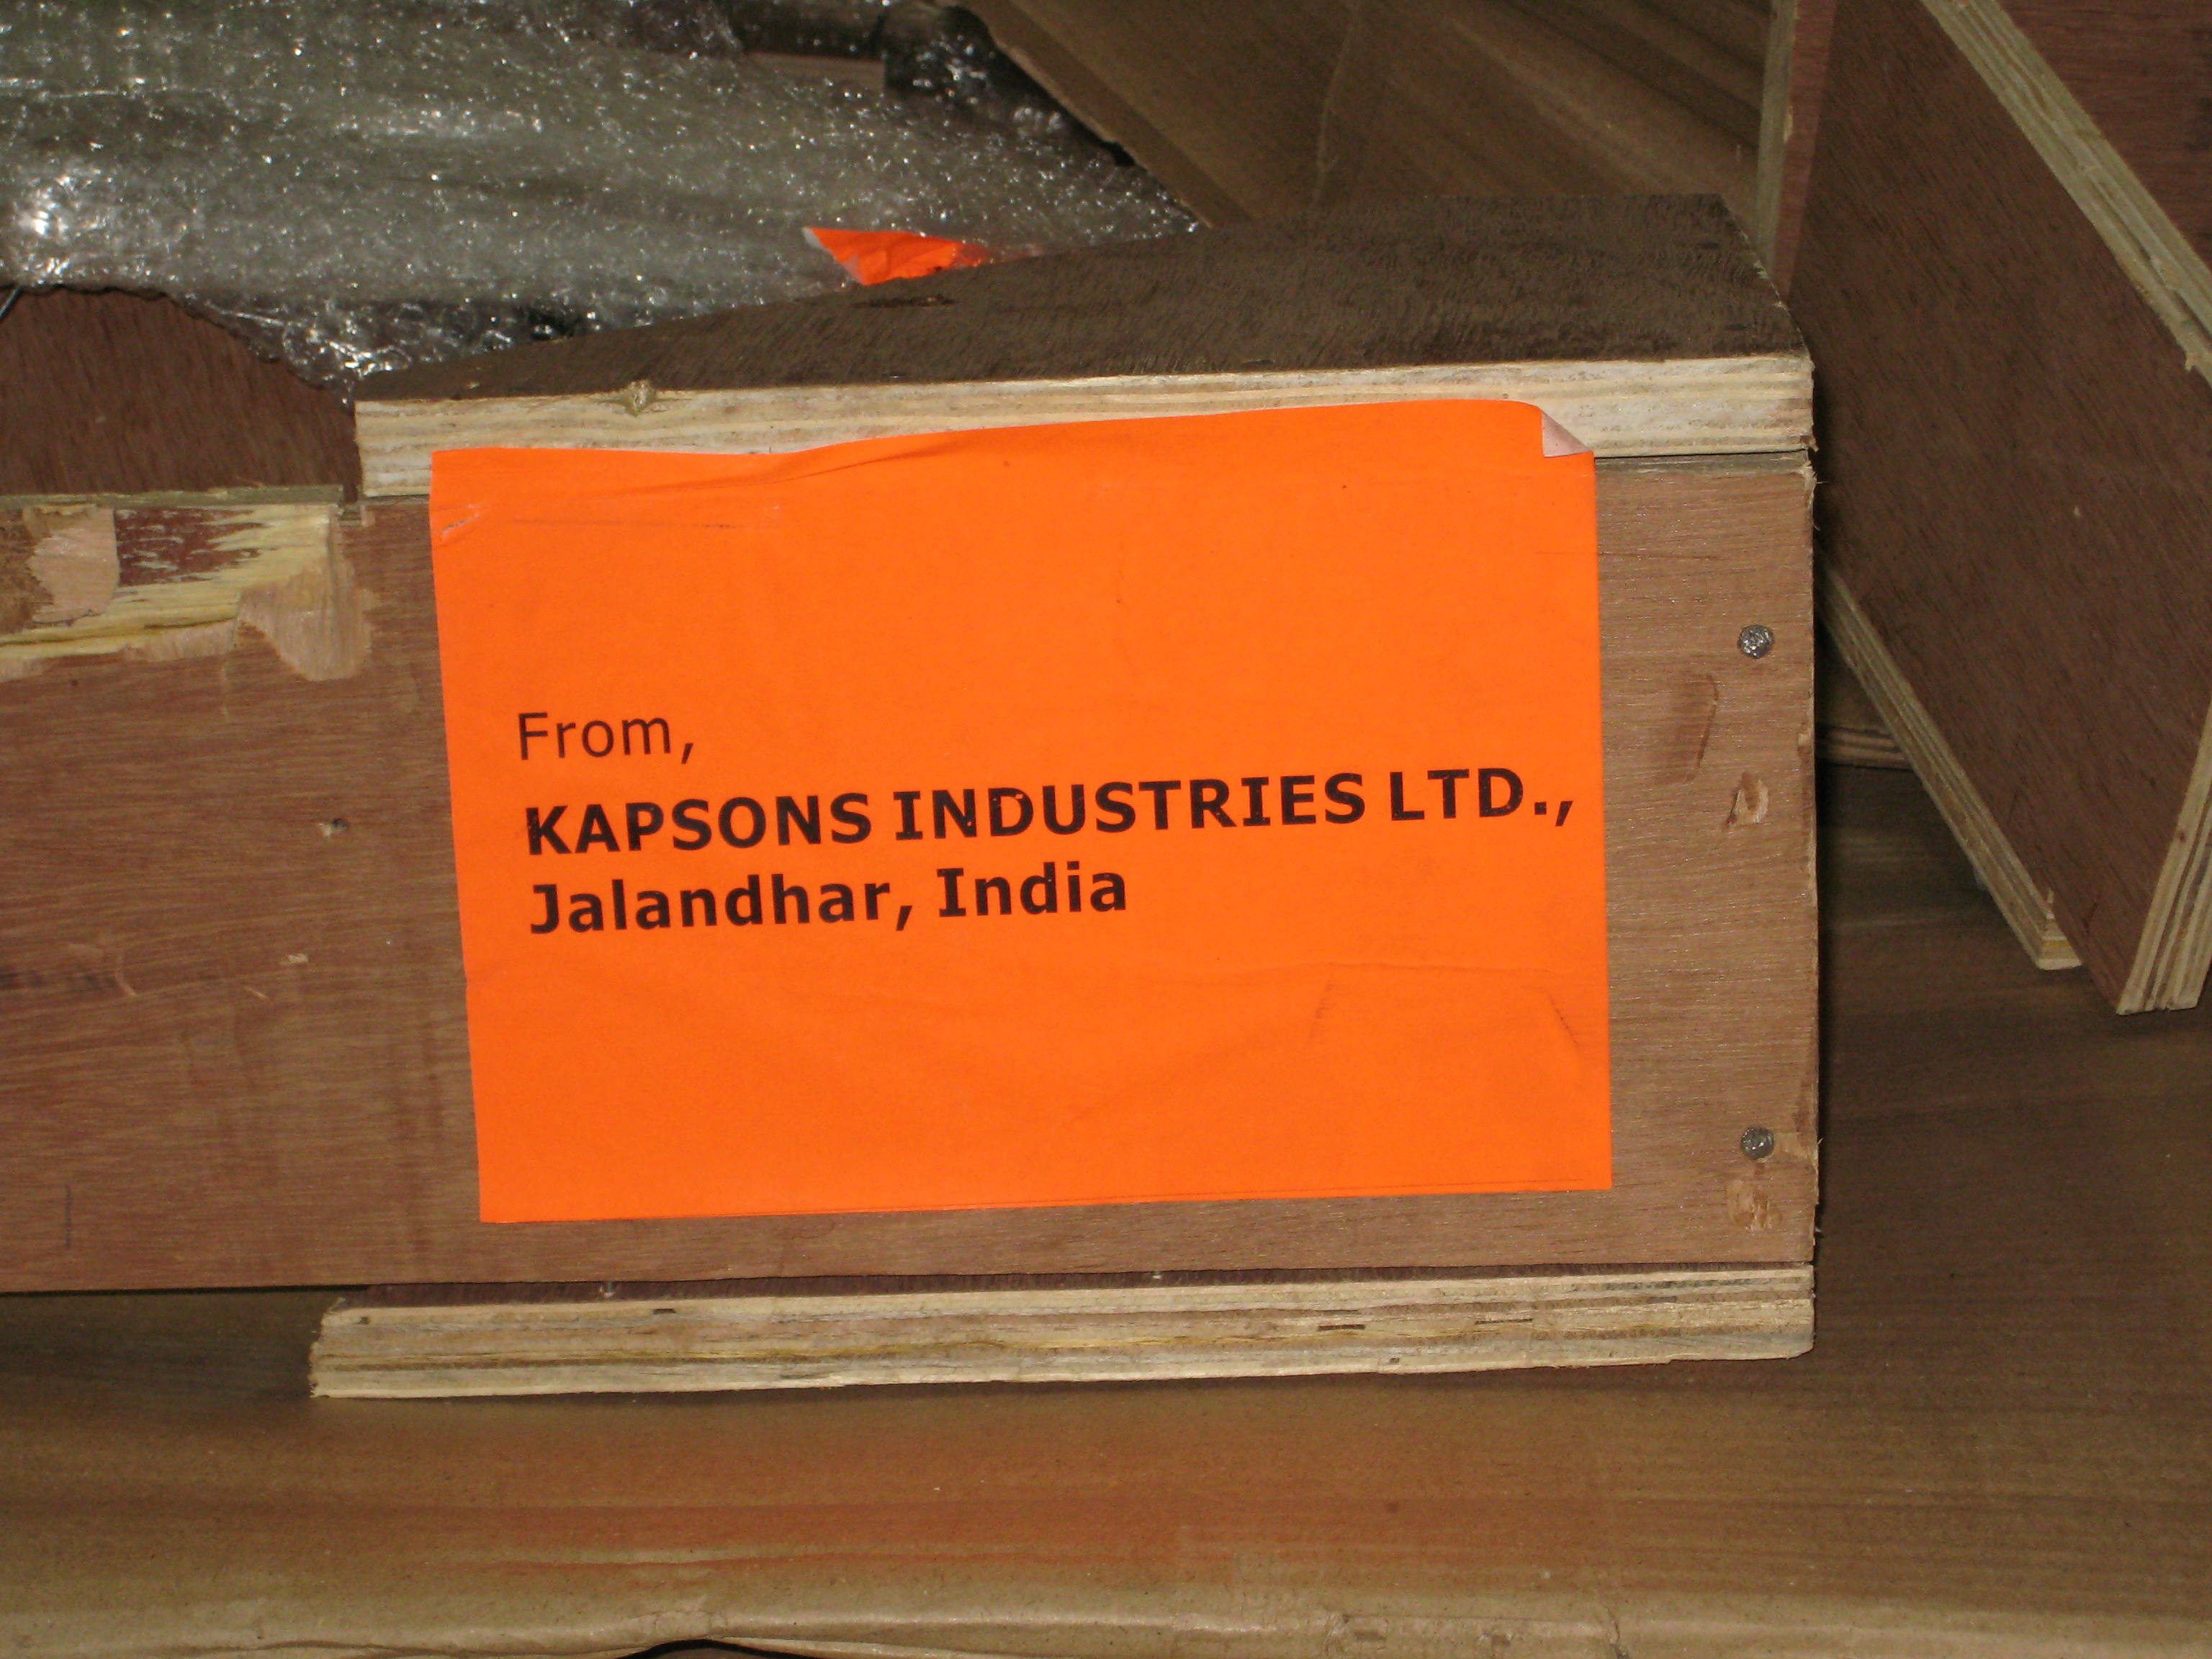 From,
KAPSONS INDUSTRIES LTD.,
Jalandhar, India